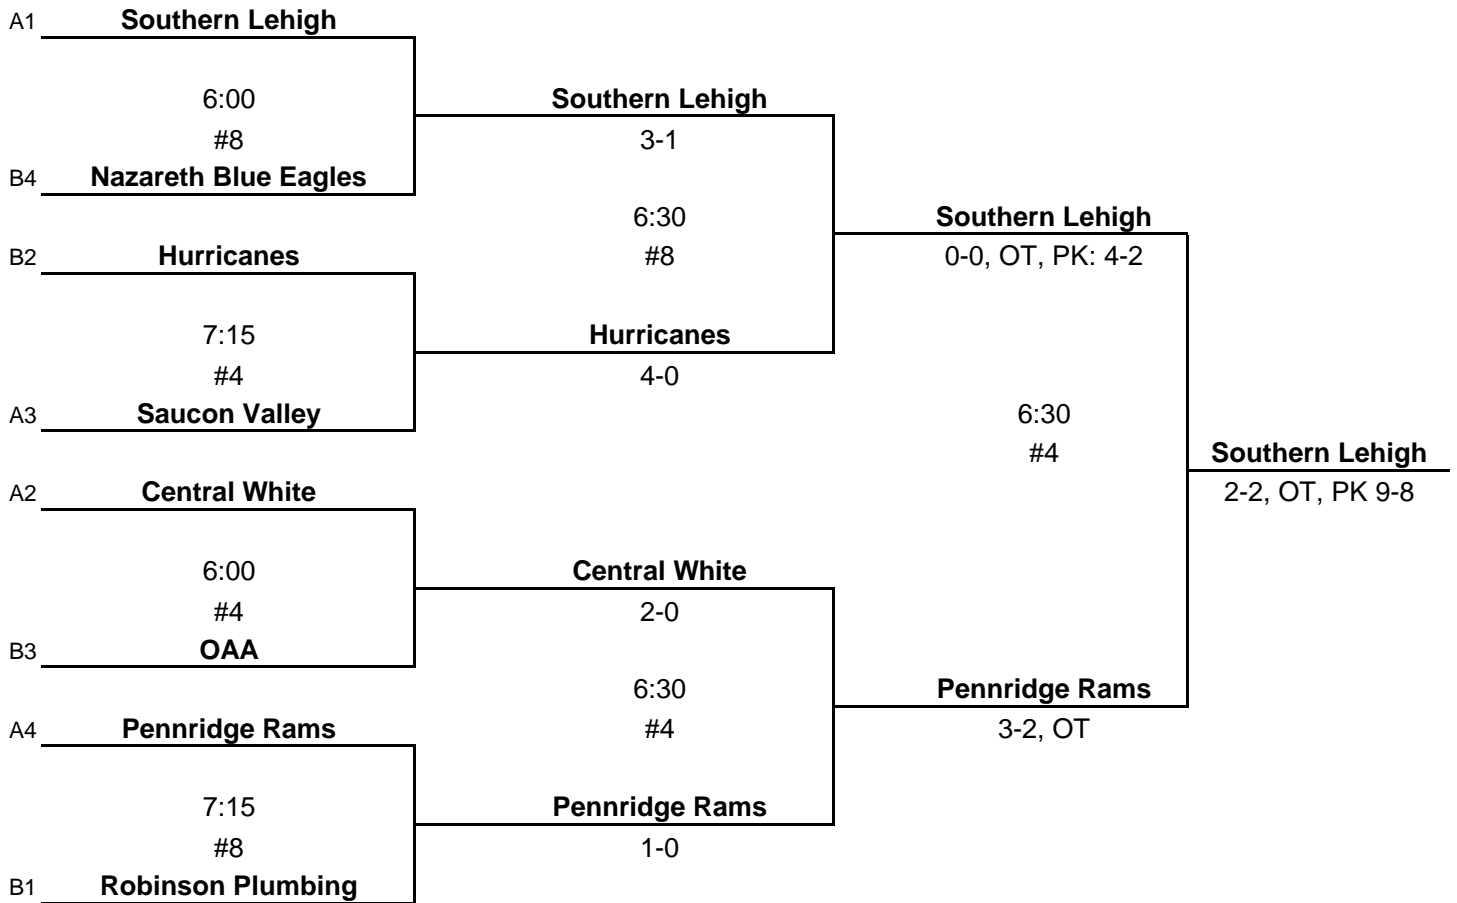 A1 Southern Lehigh
6:00
#8
B4 Nazareth Blue Eagles
B2 Hurricanes
7:15
#4
A3 Saucon Valley
A2 Central White
6:00
#4
B3 OAA
A4 Pennridge Rams
7:15
#8
B1 Robinson Plumbing
Southern Lehigh
3-1
6:30
#8
Hurricanes
4-0
Central White
2-0
6:30
#4
Pennridge Rams
1-0
Southern Lehigh
0-0, OT, PK: 4-2
6:30
#4
Pennridge Rams
3-2, OT
Southern Lehigh
2-2, OT, PK 9-8